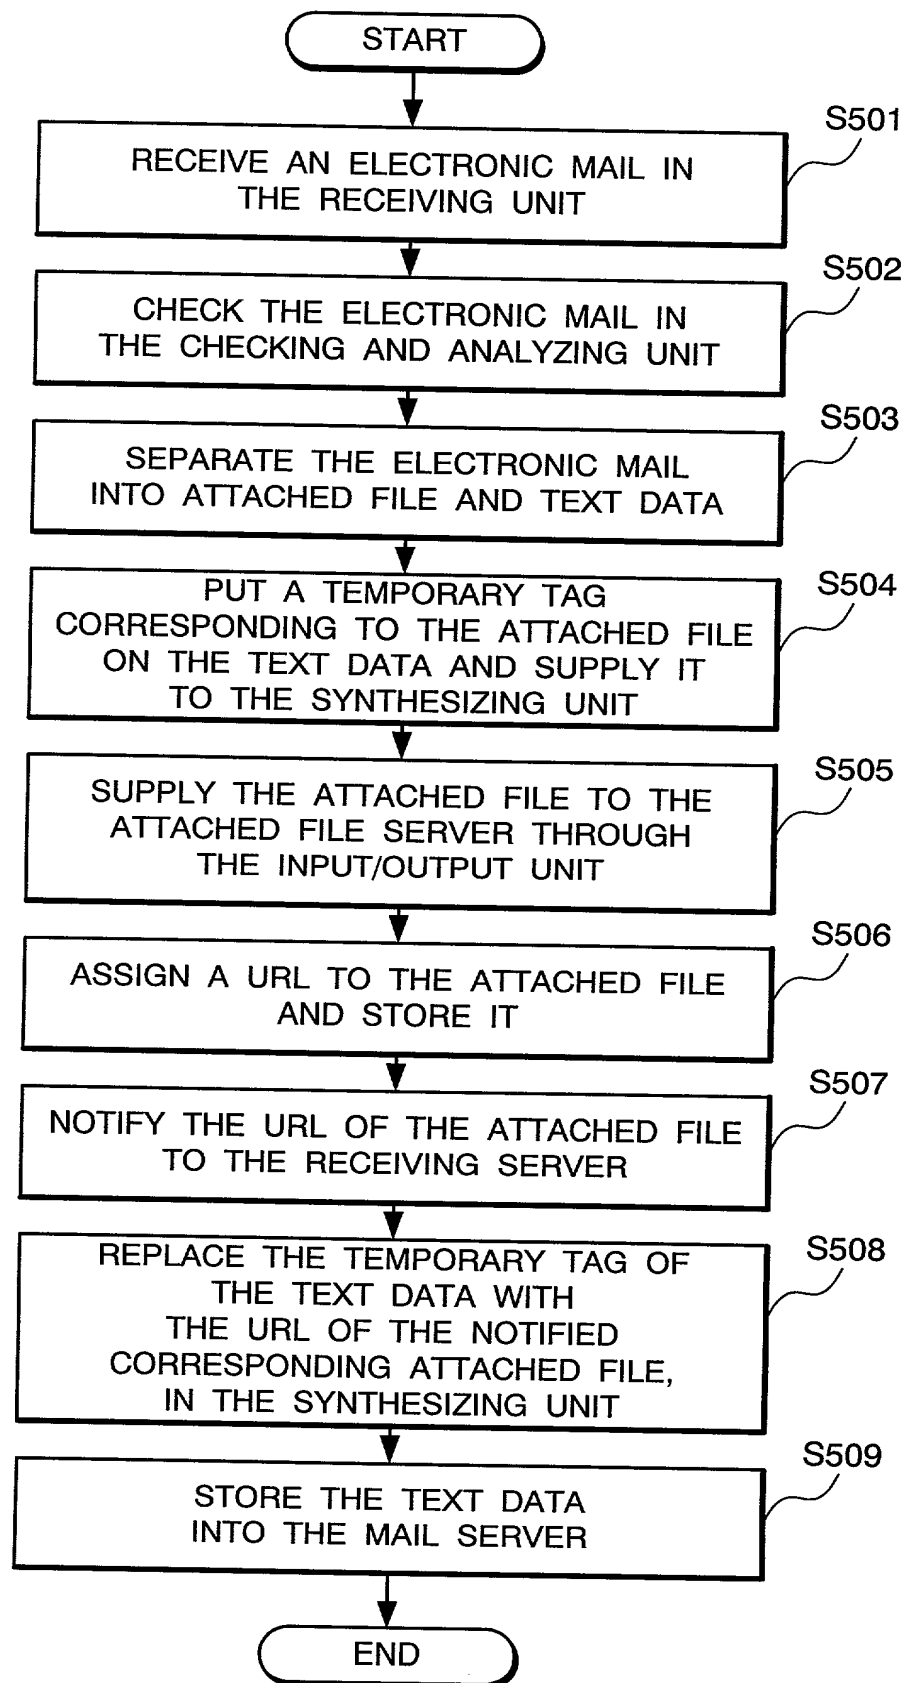 START
S501
RECEIVE AN ELECTRONIC MAIL IN
THE RECEIVING UNIT
S502
CHECK THE ELECTRONIC MAIL IN
THE CHECKING AND ANALYZING UNIT
S503
SEPARATE THE ELECTRONIC MAIL
INTO ATTACHED FILE AND TEXT DATA
S504
PUT A TEMPORARY TAG
CORRESPONDING TO THE ATTACHED FILE
ON THE TEXT DATA AND SUPPLY IT
TO THE SYNTHESIZING UNIT
S505
SUPPLY THE ATTACHED FILE TO THE
ATTACHED FILE SERVER THROUGH
THE INPUT/OUTPUT UNIT
S506
ASSIGN A URL TO THE ATTACHED FILE
AND STORE IT
S507
NOTIFY THE URL OF THE ATTACHED FILE
TO THE RECEIVING SERVER
S508
REPLACE THE TEMPORARY TAG OF
THE TEXT DATA WITH
THE URL OF THE NOTIFIED
CORRESPONDING ATTACHED FILE,
IN THE SYNTHESIZING UNIT
S509
STORE THE TEXT DATA
INTO THE MAIL SERVER
END